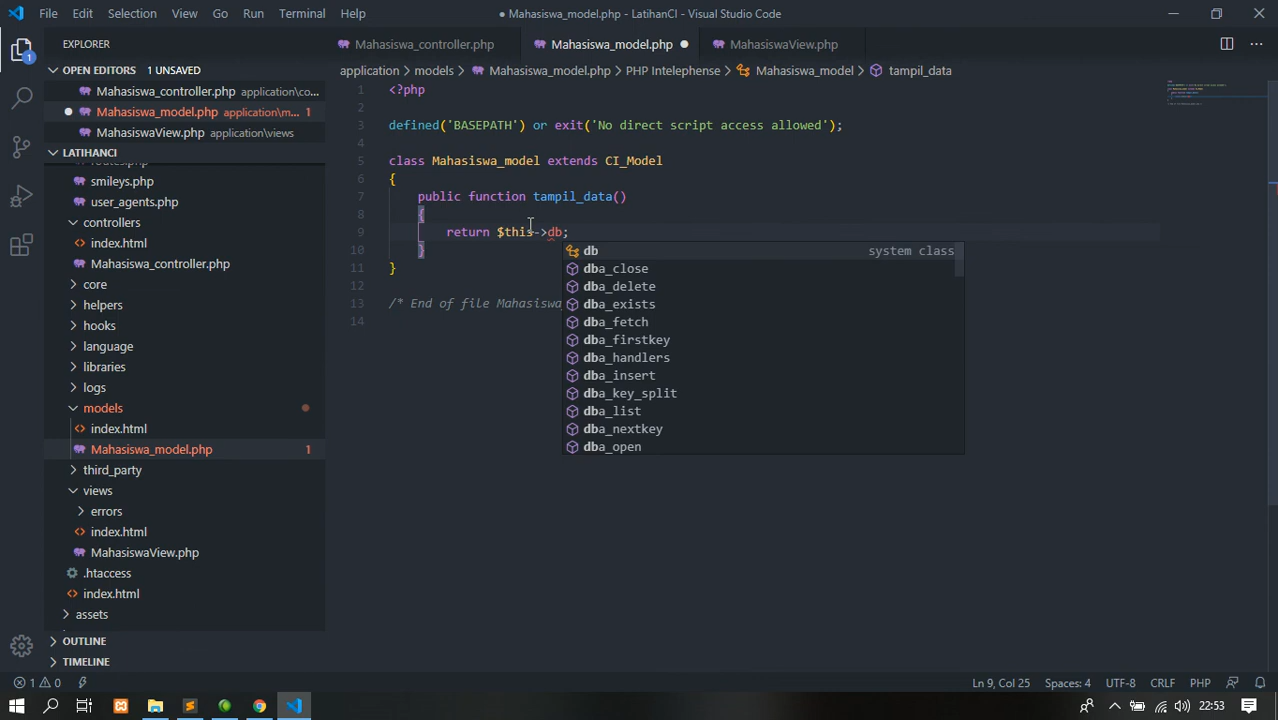 File Edit Selection View Go Run Terminal Help
● Mahasiswa_model.php - LatihanCI - Visual Studio Code
EXPLORER
OPEN EDITORS 1 UNSAVED
Mahasiswa_controller.php application\co...
Mahasiswa_model.php application\m... 1
MahasiswaView.php application\views
LATIHANCI
smileys.php
user_agents.php
controllers
index.html
Mahasiswa_controller.php
core
helpers
hooks
language
libraries
logs
models
index.html
Mahasiswa_model.php 1
third_party
views
errors
index.html
MahasiswaView.php
.htaccess
index.html
assets
OUTLINE
TIMELINE
Mahasiswa_controller.php Mahasiswa_model.php MahasiswaView.php
application > models > Mahasiswa_model.php > PHP Intelephense > Mahasiswa_model > tampil_data
1 <?php
2
3 defined('BASEPATH') or exit('No direct script access allowed');
4
5 class Mahasiswa_model extends CI_Model
6 {
7 public function tampil_data()
8 {
9 return $this->db;
10 }
11 }
12
13 /* End of file Mahasiswa
14
db system class
dba_close
dba_delete
dba_exists
dba_fetch
dba_firstkey
dba_handlers
dba_insert
dba_key_split
dba_list
dba_nextkey
dba_open
1 0 Ln 9, Col 25 Spaces: 4 UTF-8 CRLF PHP
22:53